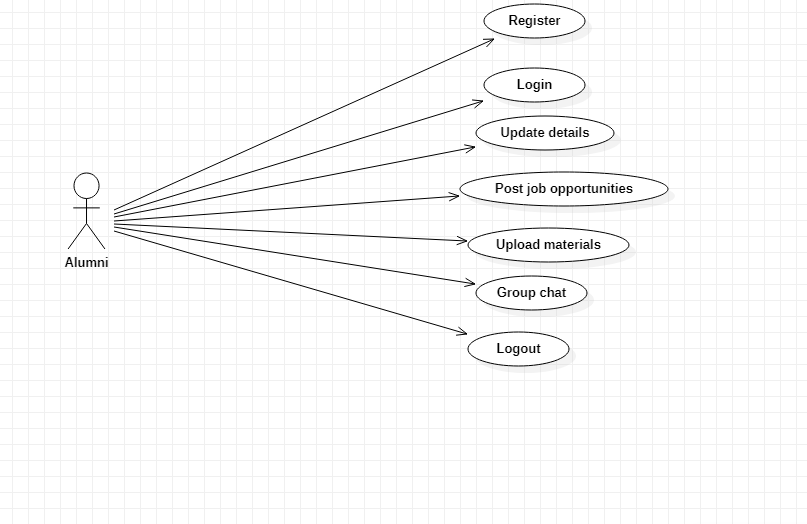 Register
Login
Update details
Post job opportunities
Alumni
Upload materials
Group chat
Logout